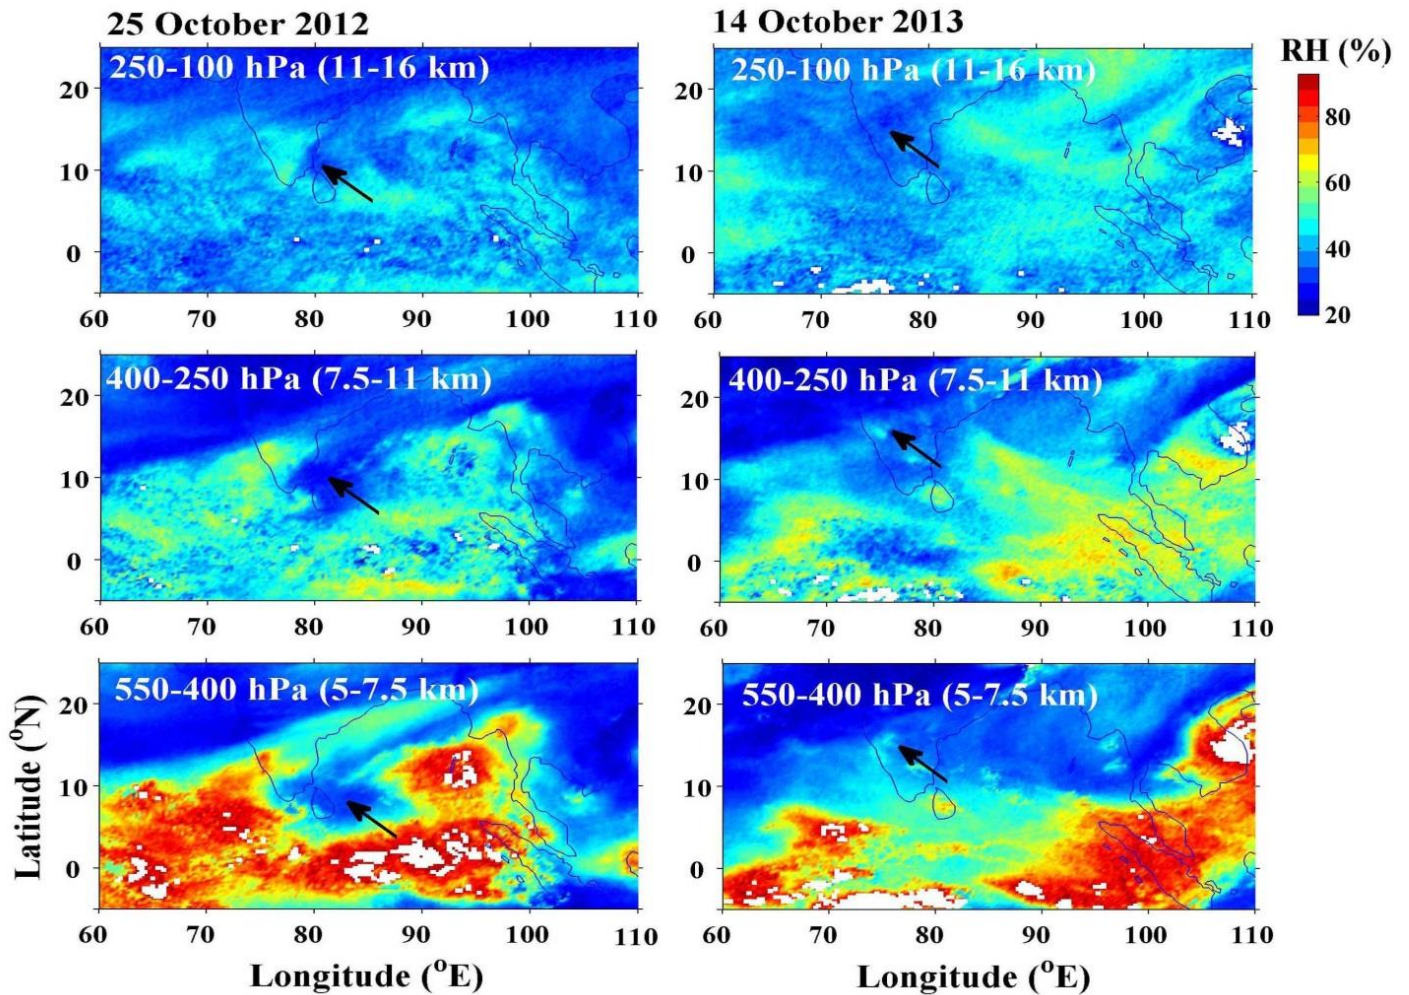 25 October 2012
14 October 2013
RH (%)
250-100 hPa (11-16 km)
250-100 hPa (11-16 km)
20
10
0
20
10
0
80
60
40
20
60 70 80 90 100 110
60 70 80 90 100 110
400-250 hPa (7.5-11 km)
400-250 hPa (7.5-11 km)
20
10
0
20
10
0
60 70 80 90 100 110
60 70 80 90 100 110
550-400 hPa (5-7.5 km)
550-400 hPa (5-7.5 km)
Latitude (°N)
20
10
0
20
10
0
60 70 80 90 100 110
60 70 80 90 100 110
Longitude (°E)
Longitude (°E)